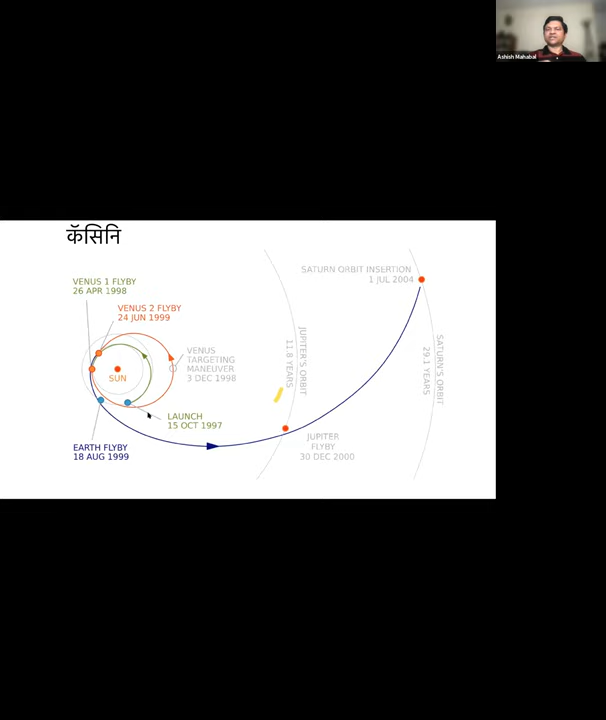 Ashish Mahabal
कॅसिनि
SATURN ORBIT INSERTION
1 JUL 2004
VENUS 1 FLYBY
26 APR 1998
VENUS 2 FLYBY
24 JUN 1999
VENUS
TARGETING
MANEUVER
3 DEC 1998
SUN
JUPITER'S ORBIT
11.8 YEARS
SATURN'S ORBIT
29.1 YEARS
LAUNCH
15 OCT 1997
EARTH FLYBY
18 AUG 1999
JUPITER
FLYBY
30 DEC 2000